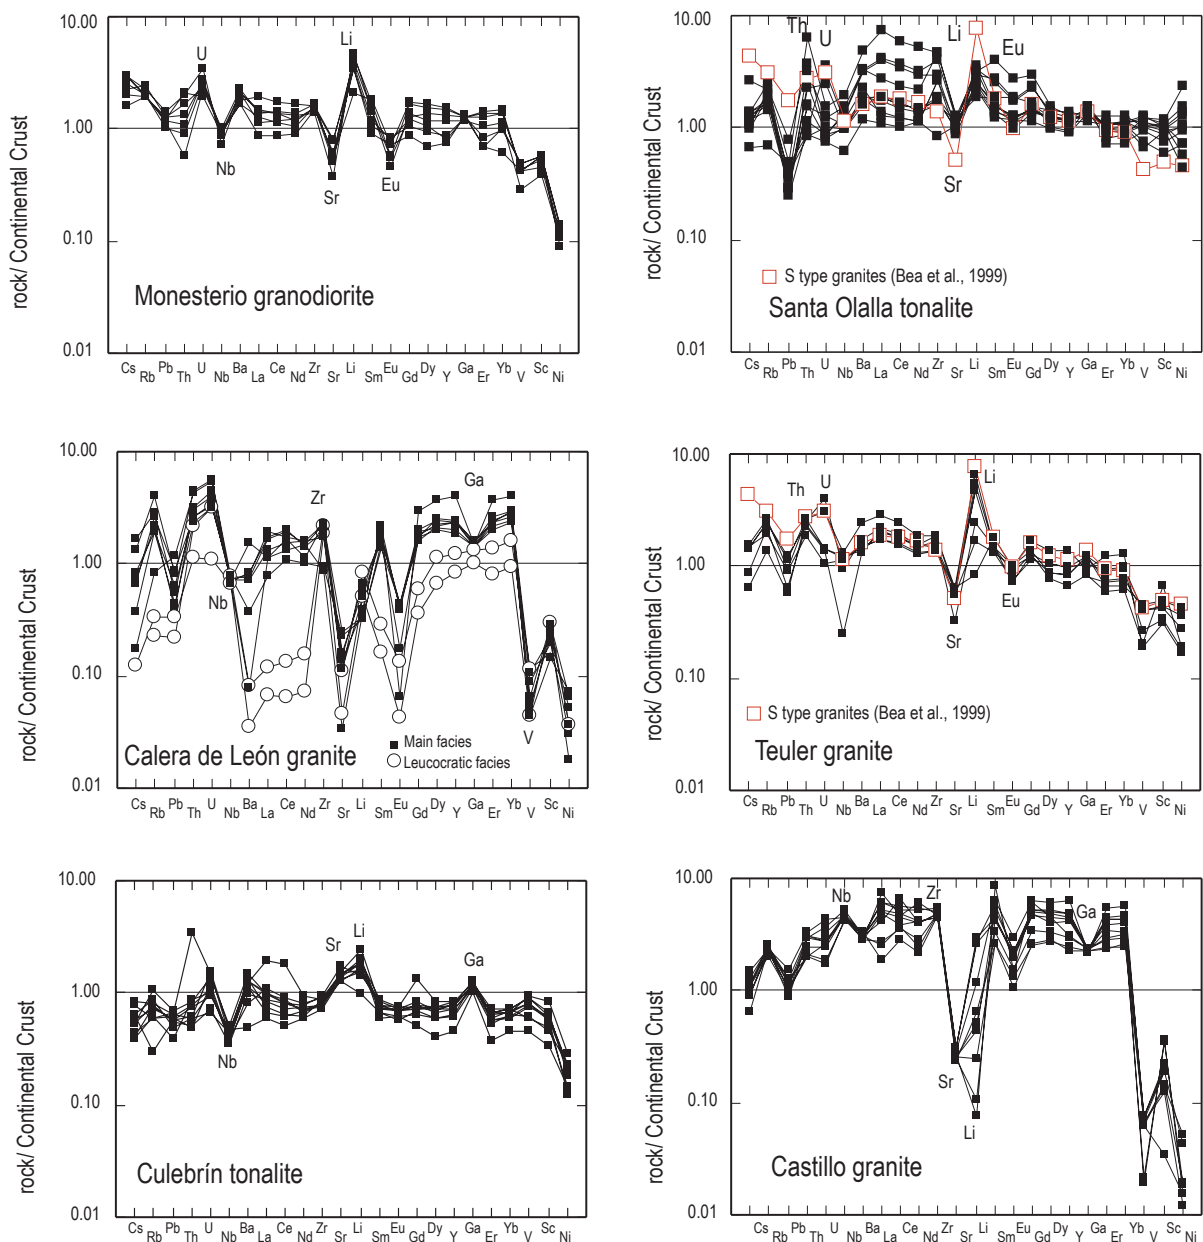 rock/ Continental Crust
10.00
1.00
0.10
0.01
U
Li
Nb
Sr
Eu
Monesterio granodiorite
Cs Rb Pb Th U Nb Ba La Ce Nd Zr Sr Li Sm Eu Gd Dy Y Ga Er Yb V Sc Ni
rock/ Continental Crust
10.00
1.00
0.10
0.01
Th
U
Li
Eu
Sr
S type granites (Bea et al., 1999)
Santa Olalla tonalite
Cs Rb Pb Th U Nb Ba La Ce Nd Zr Sr Li Sm Eu Gd Dy Y Ga Er Yb V Sc Ni
rock/ Continental Crust
10.00
1.00
0.10
0.01
Zr
Ga
Nb
V
Calera de León granite
Main facies
Leucocratic facies
Cs Rb Pb Th U Nb Ba La Ce Nd Zr Sr Li Sm Eu Gd Dy Y Ga Er Yb V Sc Ni
rock/ Continental Crust
10.00
1.00
0.10
0.01
Th
U
Li
Eu
Sr
S type granites (Bea et al., 1999)
Teuler granite
Cs Rb Pb Th U Nb Ba La Ce Nd Zr Sr Li Sm Eu Gd Dy Y Ga Er Yb V Sc Ni
rock/ Continental Crust
10.00
1.00
0.10
0.01
Sr
Li
Ga
Nb
Culebrín tonalite
Cs Rb Pb Th U Nb Ba La Ce Nd Zr Sr Li Sm Eu Gd Dy Y Ga Er Yb V Sc Ni
rock/ Continental Crust
10.00
1.00
0.10
0.01
Nb
Zr
Ga
Sr
Li
Castillo granite
Cs Rb Pb Th U Nb Ba La Ce Nd Zr Sr Li Sm Eu Gd Dy Y Ga Er Yb V Sc Ni